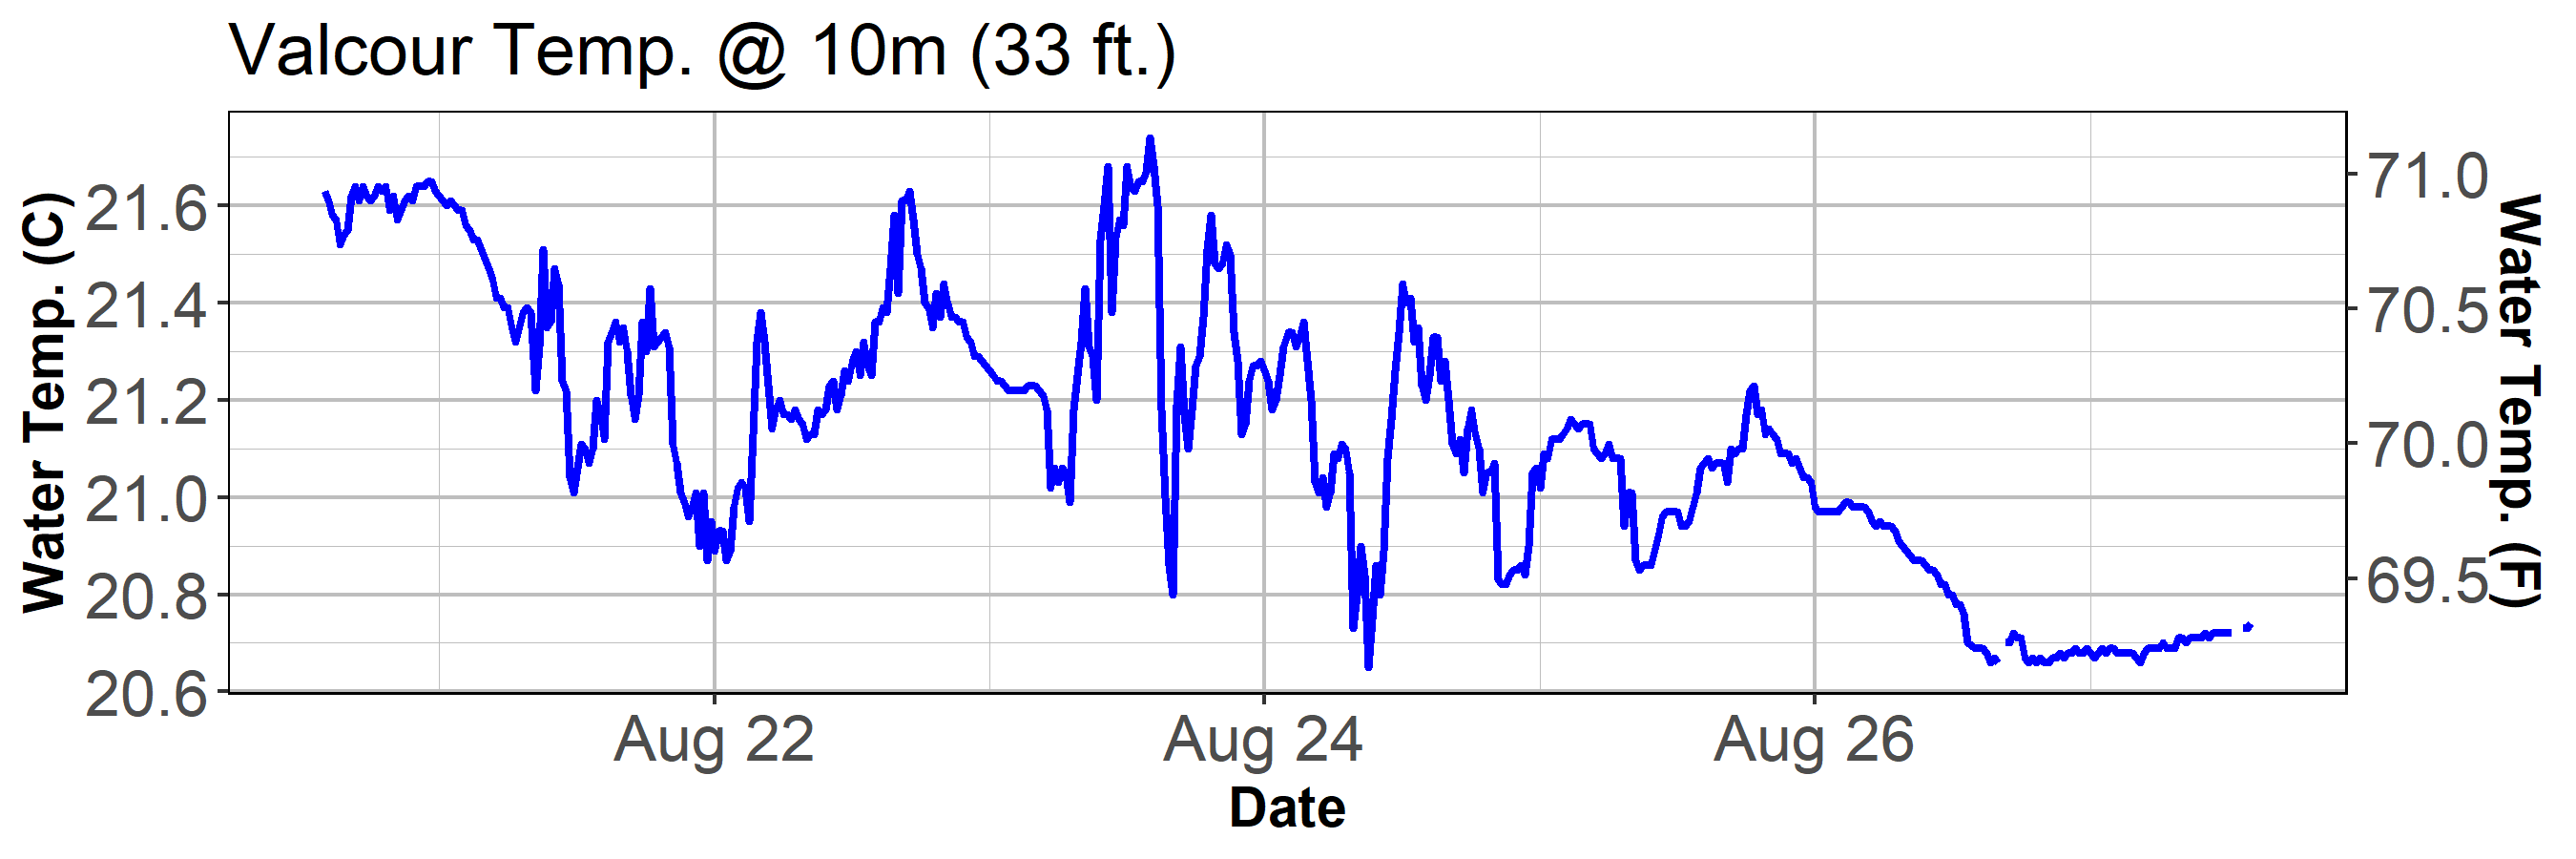 Valcour Temp. @ 10m (33 ft.)
Water Temp. (C)
21.6
21.4
21.2
21.0
20.8
20.6
71.0
70.5
70.0
69.5
Water Temp. (F)
Aug 22 Aug 24 Aug 26
Date